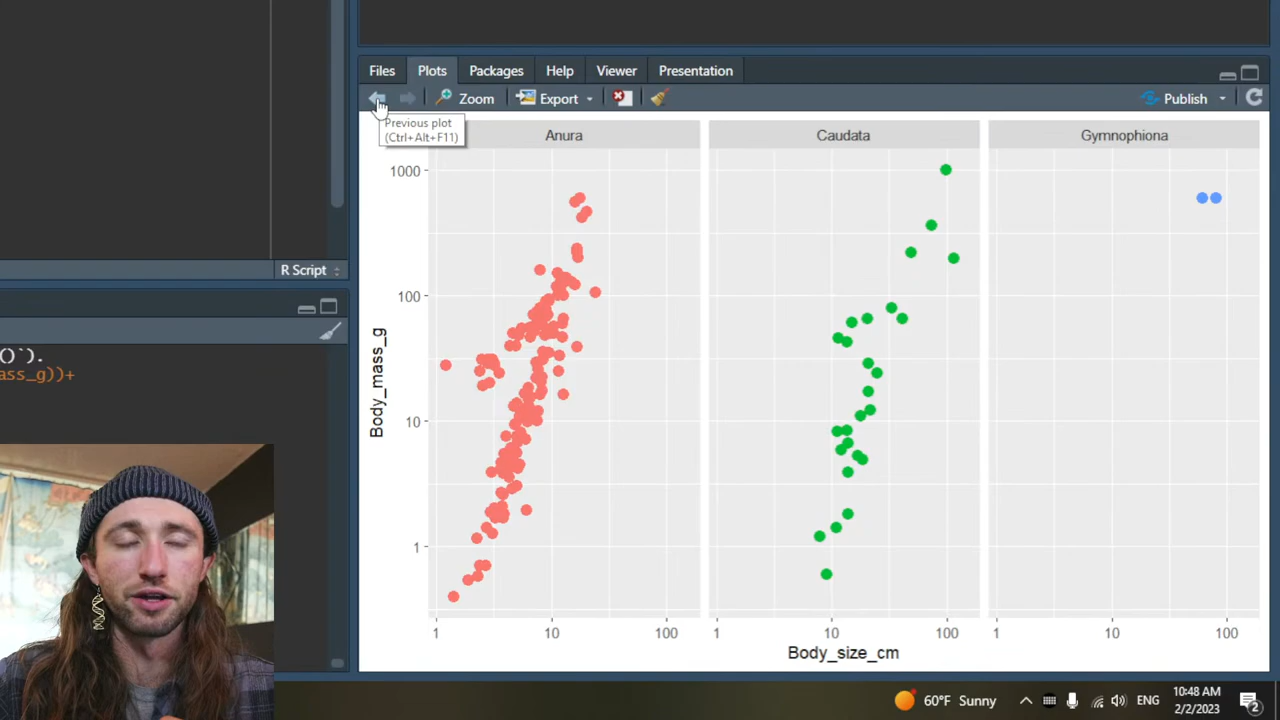 Files
Plots
Packages
Help
Viewer
Presentation
Zoom
Export
Publish
Previous plot
(Ctrl+Alt+F11)
Anura
Caudata
Gymnophiona
1000
100
10
1
Body_mass_g
1
10
100
1
10
100
1
10
100
Body_size_cm
R Script
()`).
ass_g))+
60°F Sunny
ENG
10:48 AM
2/2/2023
2